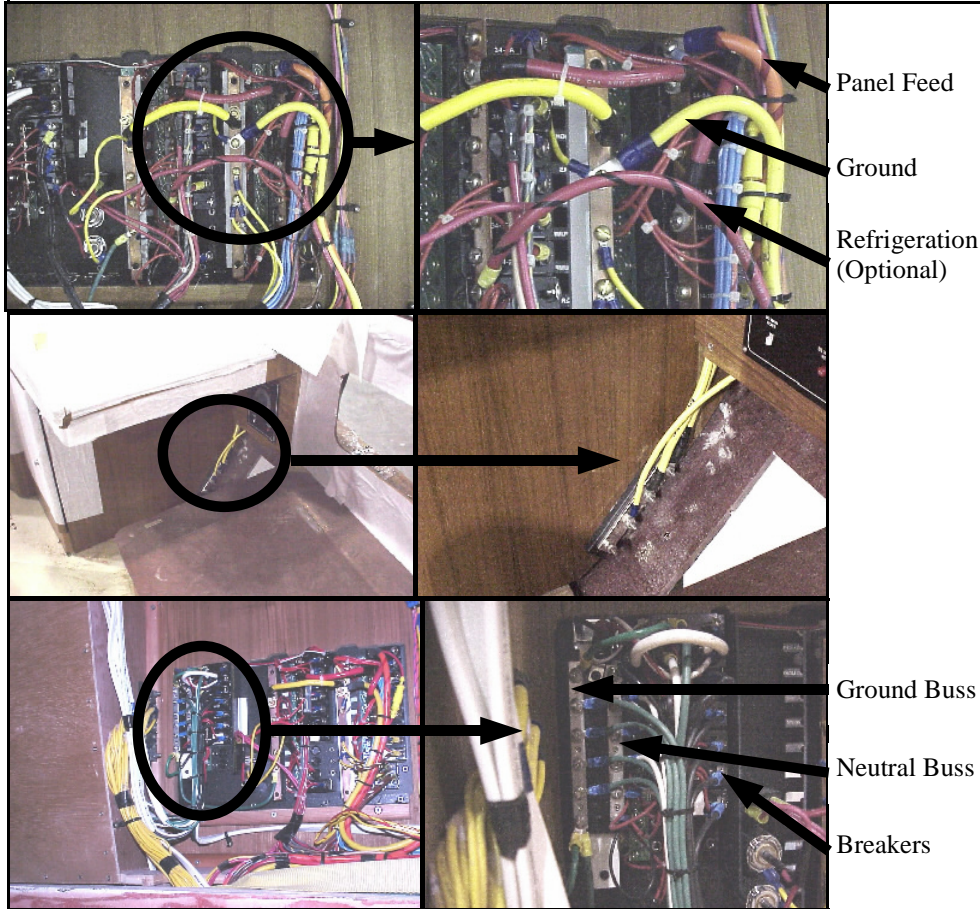 Panel Feed
Ground
Refrigeration
(Optional)
Ground Buss
Neutral Buss
Breakers